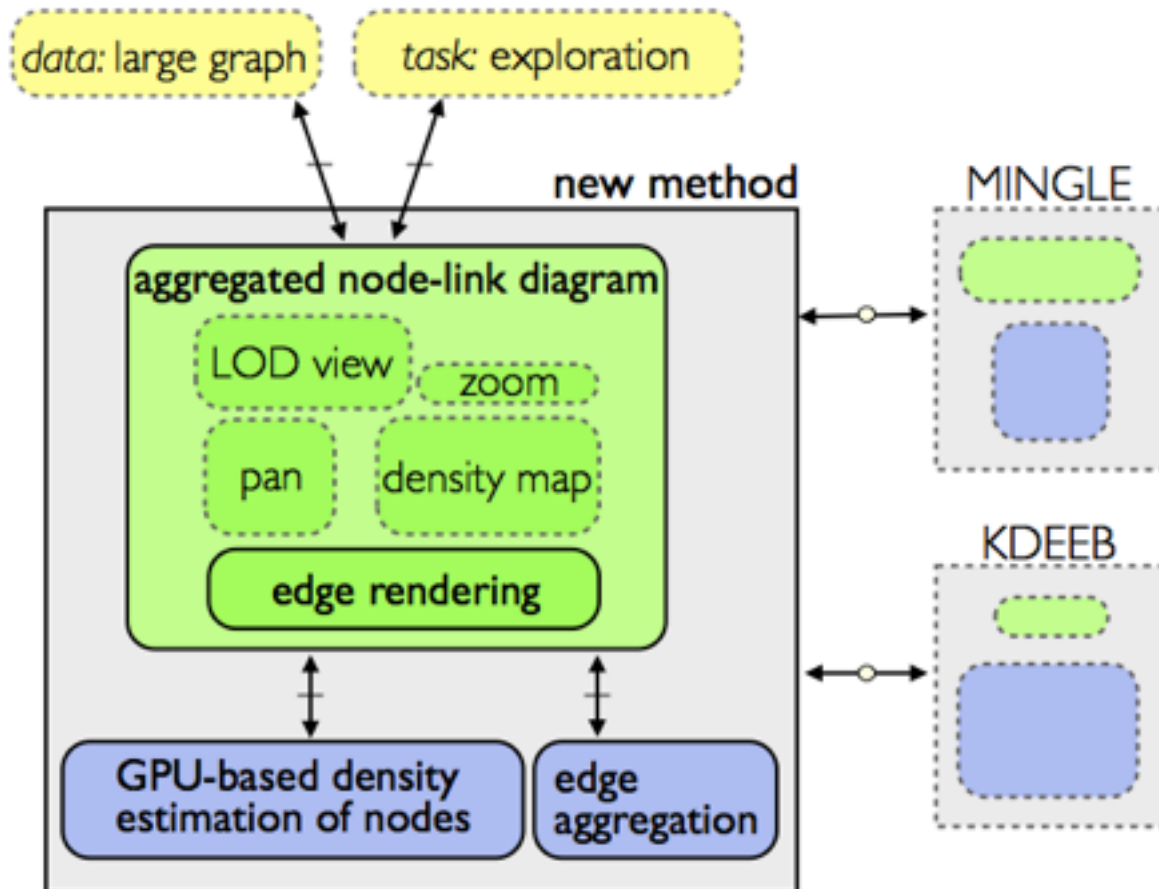 data: large graph
task: exploration
new method
aggregated node-link diagram
LOD view
zoom
pan
density map
edge rendering
GPU-based density
estimation of nodes
edge
aggregation
MINGLE
KDEEB